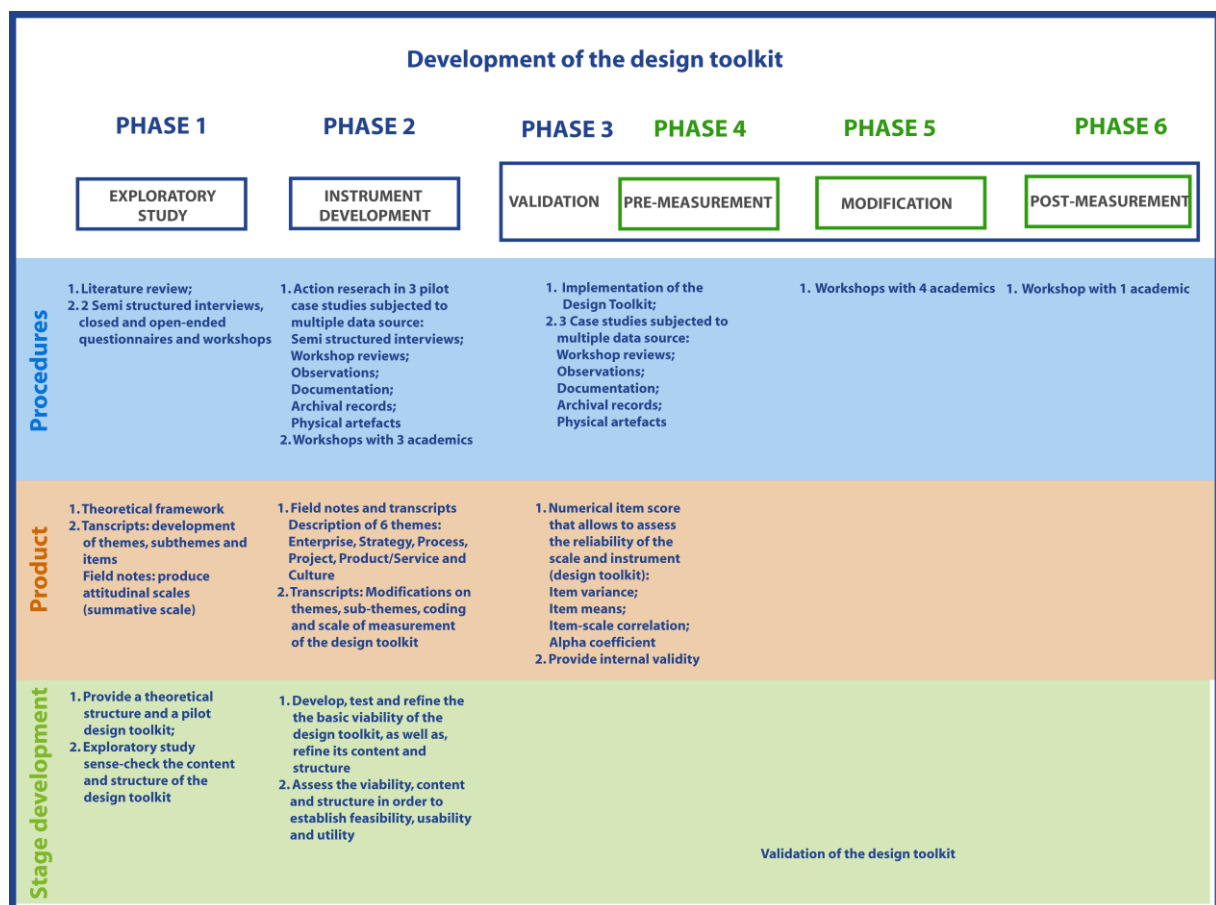 Development of the design toolkit
PHASE 1
PHASE 2
PHASE 3
PHASE 4
PHASE 5
PHASE 6
EXPLORATORY
STUDY
INSTRUMENT
DEVELOPMENT
VALIDATION
PRE-MEASUREMENT
MODIFICATION
POST-MEASUREMENT
Procedures
1. Literature review;
2. 2 Semi structured interviews,
closed and open-ended
questionnaires and workshops
1. Action reserach in 3 pilot
case studies subjected to
multiple data source:
Semi structured interviews;
Workshop reviews;
Observations;
Documentation;
Archival records;
Physical artefacts
2. Workshops with 3 academics
1. Implementation of the
Design Toolkit;
2. 3 Case studies subjected to
multiple data source:
Workshop reviews;
Observations;
Documentation;
Archival records;
Physical artefacts
1. Workshops with 4 academics
1. Workshop with 1 academic
Product
1. Theoretical framework
2. Tanscripts: development
of themes, subthemes and
items
Field notes: produce
attitudinal scales
(summative scale)
1. Field notes and transcripts
Description of 6 themes:
Enterprise, Strategy, Process,
Project, Product/Service and
Culture
2. Transcripts: Modifications on
themes, sub-themes, coding
and scale of measurement
of the design toolkit
1. Numerical item score
that allows to assess
the reliability of the
scale and instrument
(design toolkit):
Item variance;
Item means;
Item-scale correlation;
Alpha coefficient
2. Provide internal validity
Stage development
1. Provide a theoretical
structure and a pilot
design toolkit;
2. Exploratory study
sense-check the content
and structure of the
design toolkit
1. Develop, test and refine the
the basic viability of the
design toolkit, as well as,
refine its content and
structure
2. Assess the viability, content
and structure in order to
establish feasibility, usability
and utility
Validation of the design toolkit